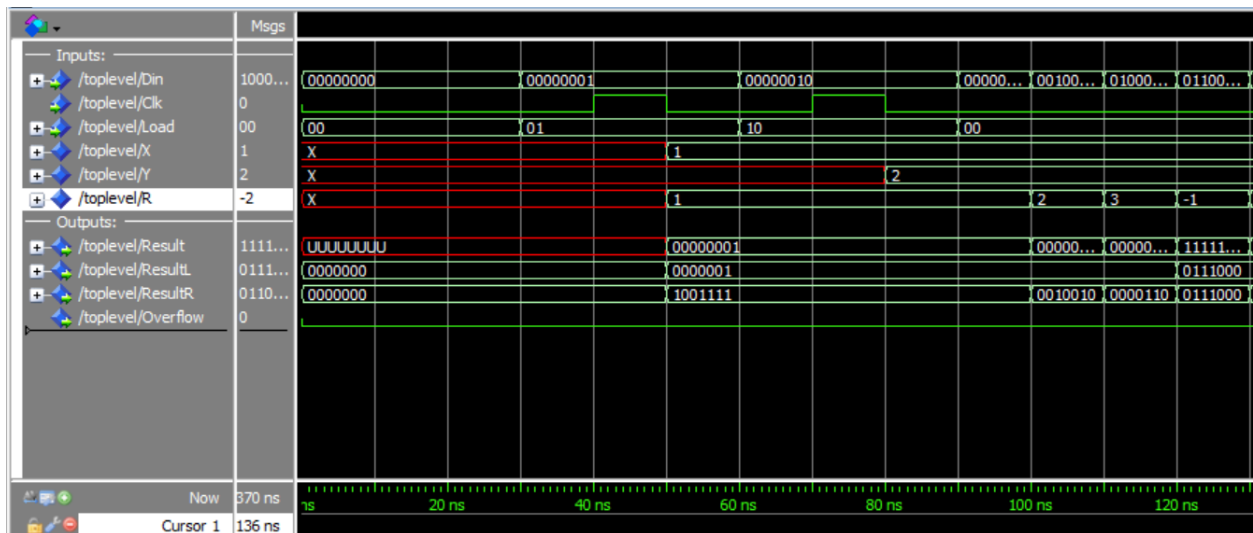 Msgs
Inputs:
/toplevel/Din 1000... 00000000 00000001 00000010 00000... 00100... 01000... 01100...
/toplevel/Clk 0
/toplevel/Load 00 00 01 10 00
/toplevel/X 1 X 1
/toplevel/Y 2 X 2
/toplevel/R -2 X 1 2 3 -1
Outputs:
/toplevel/Result 1111... UUUUUUUU 00000001 00000... 00000... 11111...
/toplevel/ResultL 0111... 0000000 0000001 0111000
/toplevel/ResultR 0110... 0000000 1001111 0010010 0000110 0111000
/toplevel/Overflow 0
Now 370 ns ns 20 ns 40 ns 60 ns 80 ns 100 ns 120 ns
Cursor 1 136 ns